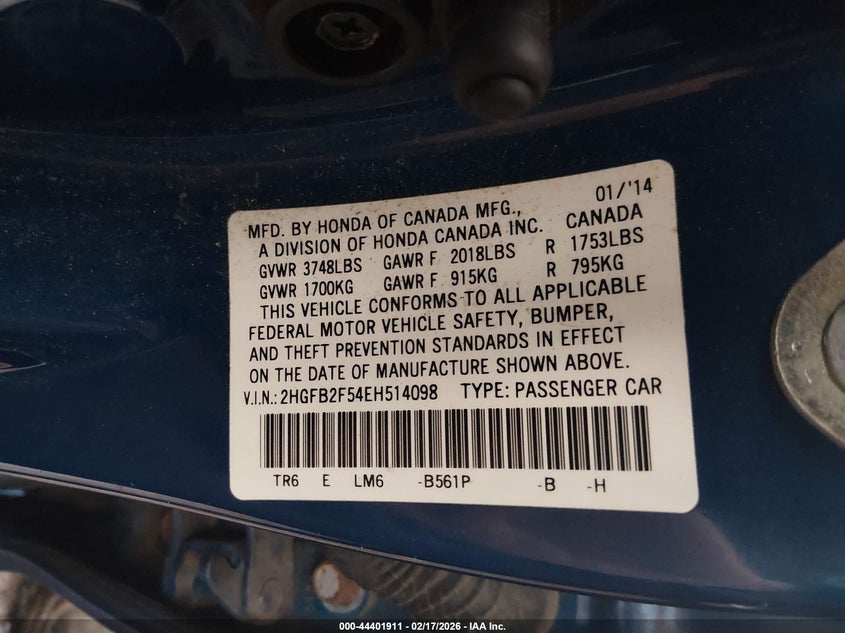 01/'14
MFD. BY HONDA OF CANADA MFG.,
A DIVISION OF HONDA CANADA INC. CANADA
GVWR 3748LBS GAWR F 2018LBS R 1753LBS
GVWR 1700KG GAWR F 915KG R 795KG
THIS VEHICLE CONFORMS TO ALL APPLICABLE
FEDERAL MOTOR VEHICLE SAFETY, BUMPER,
AND THEFT PREVENTION STANDARDS IN EFFECT
ON THE DATE OF MANUFACTURE SHOWN ABOVE.
V.I.N.: 2HGFB2F54EH514098 TYPE: PASSENGER CAR
TR6 E LM6 -B561P -B -H
000-44401911 - 02/17/2026 - IAA Inc.